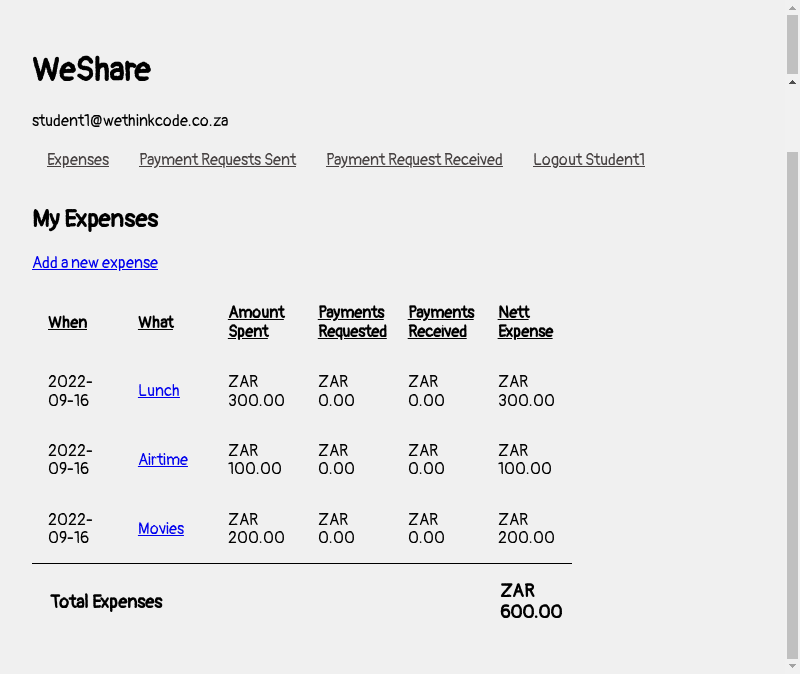 WeShare
student1@wethinkcode.co.za
Expenses Payment Requests Sent Payment Request Received Logout Student1
My Expenses
Add a new expense
When What Amount Spent Payments Requested Payments Received Nett Expense
2022-09-16 Lunch ZAR 300.00 ZAR 0.00 ZAR 0.00 ZAR 300.00
2022-09-16 Airtime ZAR 100.00 ZAR 0.00 ZAR 0.00 ZAR 100.00
2022-09-16 Movies ZAR 200.00 ZAR 0.00 ZAR 0.00 ZAR 200.00
Total Expenses ZAR 600.00